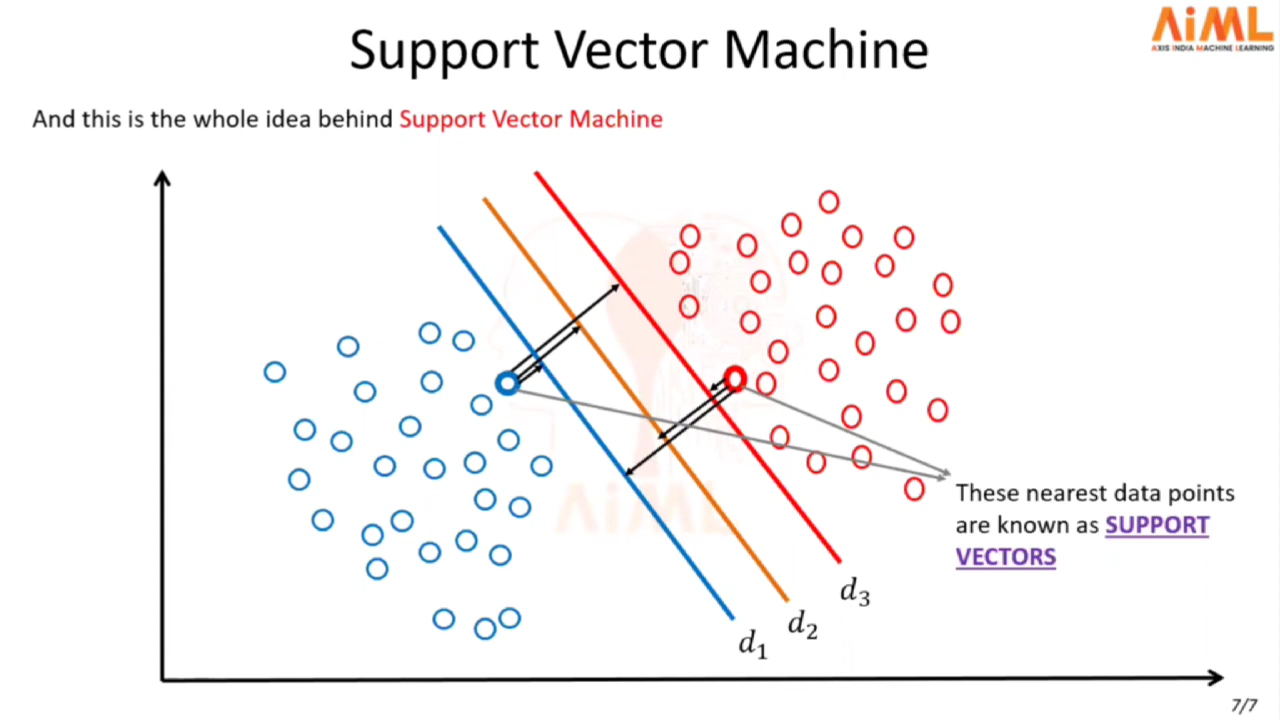 AiML
AXIS INDIA MACHINE LEARNING
Support Vector Machine
And this is the whole idea behind Support Vector Machine
AiML
These nearest data points
are known as SUPPORT
VECTORS
d3
d2
d1
7/7